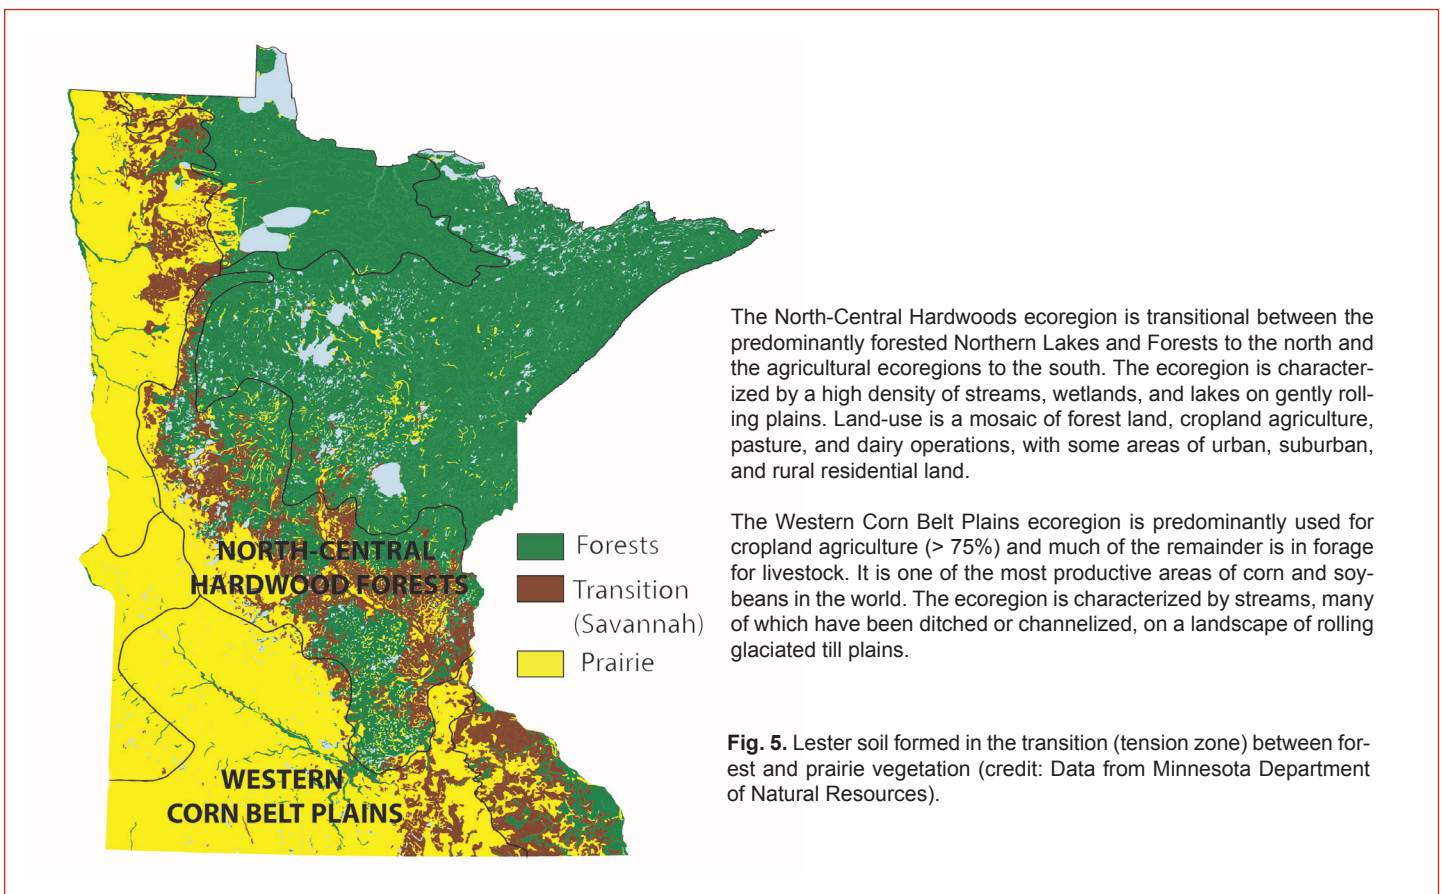 NORTH-CENTRAL
HARDWOOD FORESTS
WESTERN
CORN BELT PLAINS
Forests
Transition
(Savannah)
Prairie
The North-Central Hardwoods ecoregion is transitional between the
predominantly forested Northern Lakes and Forests to the north and
the agricultural ecoregions to the south. The ecoregion is character-
ized by a high density of streams, wetlands, and lakes on gently roll-
ing plains. Land-use is a mosaic of forest land, cropland agriculture,
pasture, and dairy operations, with some areas of urban, suburban,
and rural residential land.
The Western Corn Belt Plains ecoregion is predominantly used for
cropland agriculture (> 75%) and much of the remainder is in forage
for livestock. It is one of the most productive areas of corn and soy-
beans in the world. The ecoregion is characterized by streams, many
of which have been ditched or channelized, on a landscape of rolling
glaciated till plains.
Fig. 5. Lester soil formed in the transition (tension zone) between for-
est and prairie vegetation (credit: Data from Minnesota Department
of Natural Resources).